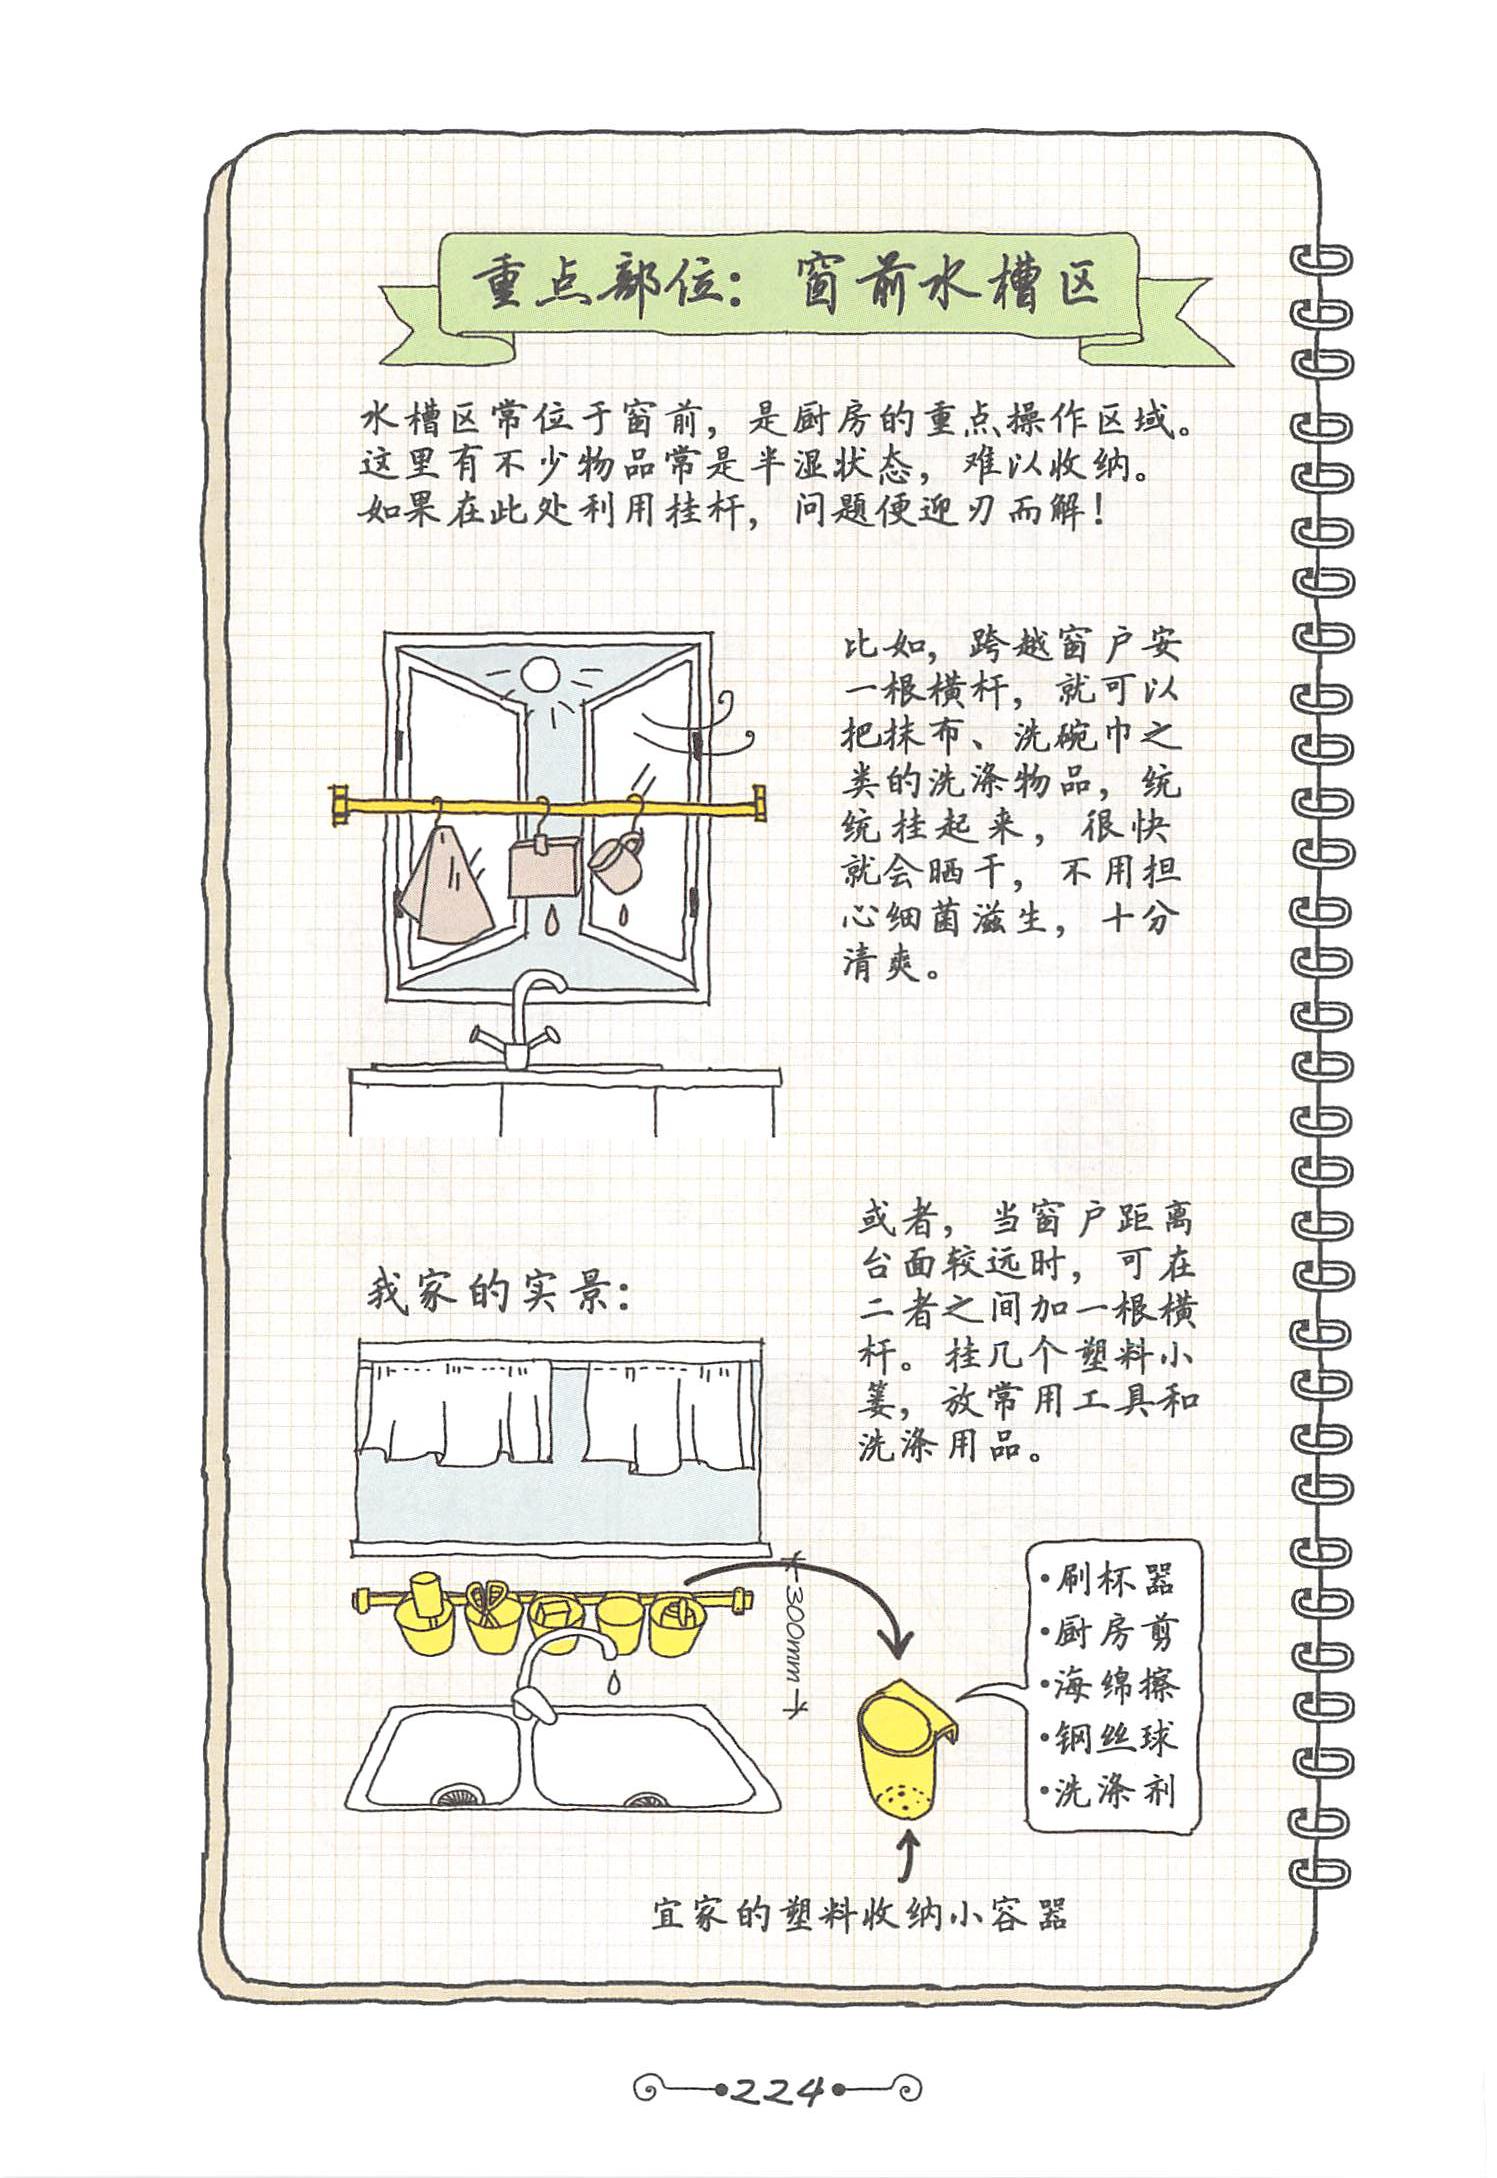 重点部位：窗前水槽区
水槽区常位于窗前，是厨房的重点操作区域。
这里有不少物品常是半湿状态，难以收纳。
如果在此处利用挂杆，问题便迎刃而解！
比如，跨越窗户安
一根横杆，就可以
把抹布、洗碗巾之
类的洗涤物品，统
统挂起来，很快
就会晒干，不用担
心细菌滋生，十分
清爽。
或者，当窗户距离
台面较远时，可在
二者之间加一根横
杆。挂几个塑料小
篓，放常用工具和
洗涤用品。
我家的实景：
300mm
·刷杯器
·厨房剪
·海绵擦
·钢丝球
·洗涤剂
宜家的塑料收纳小容器
224